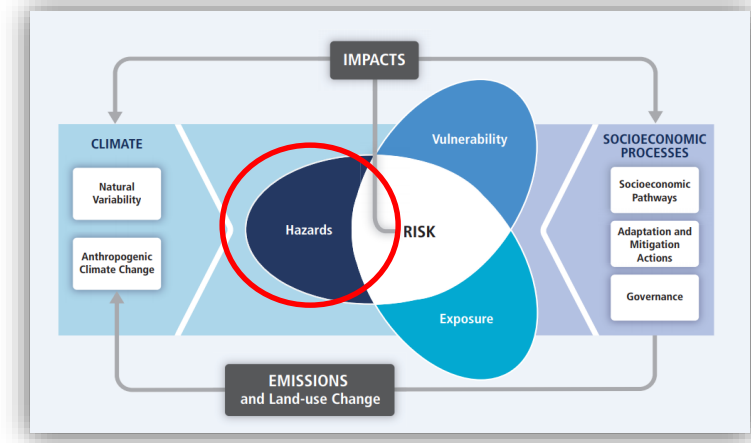 IMPACTS
CLIMATE
Natural
Variability
Anthropogenic
Climate Change
Vulnerability
Hazards
RISK
Exposure
SOCIOECONOMIC
PROCESSES
Socioeconomic
Pathways
Adaptation and
Mitigation
Actions
Governance
EMISSIONS
and Land-use Change